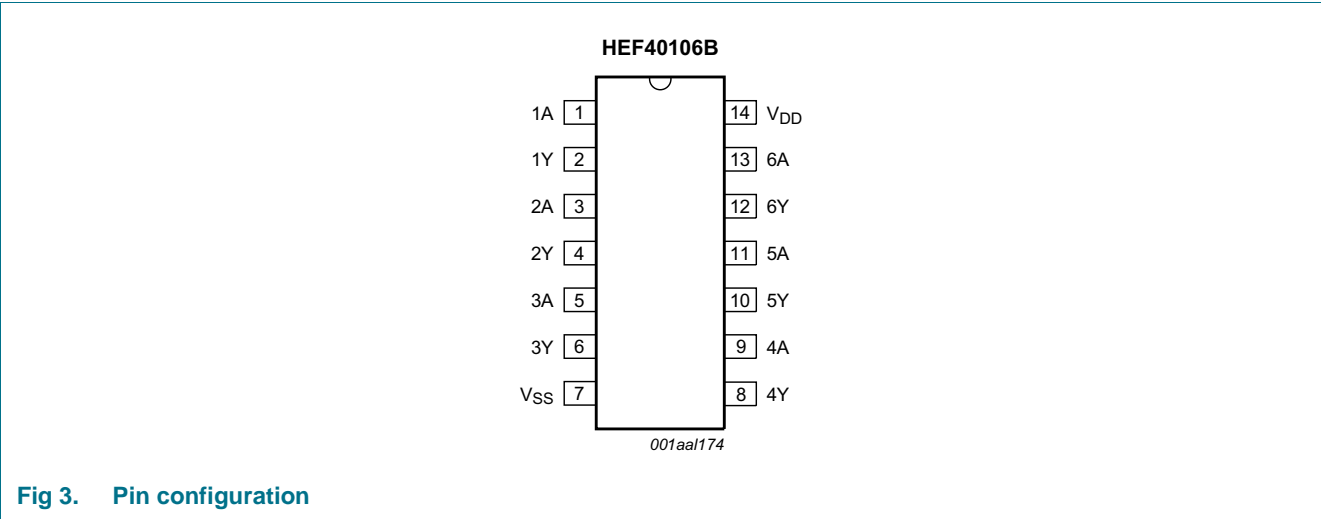 HEF40106B
1A 1 14 VDD
1Y 2 13 6A
2A 3 12 6Y
2Y 4 11 5A
3A 5 10 5Y
3Y 6 9 4A
VSS 7 8 4Y
001aal174
Fig 3. Pin configuration